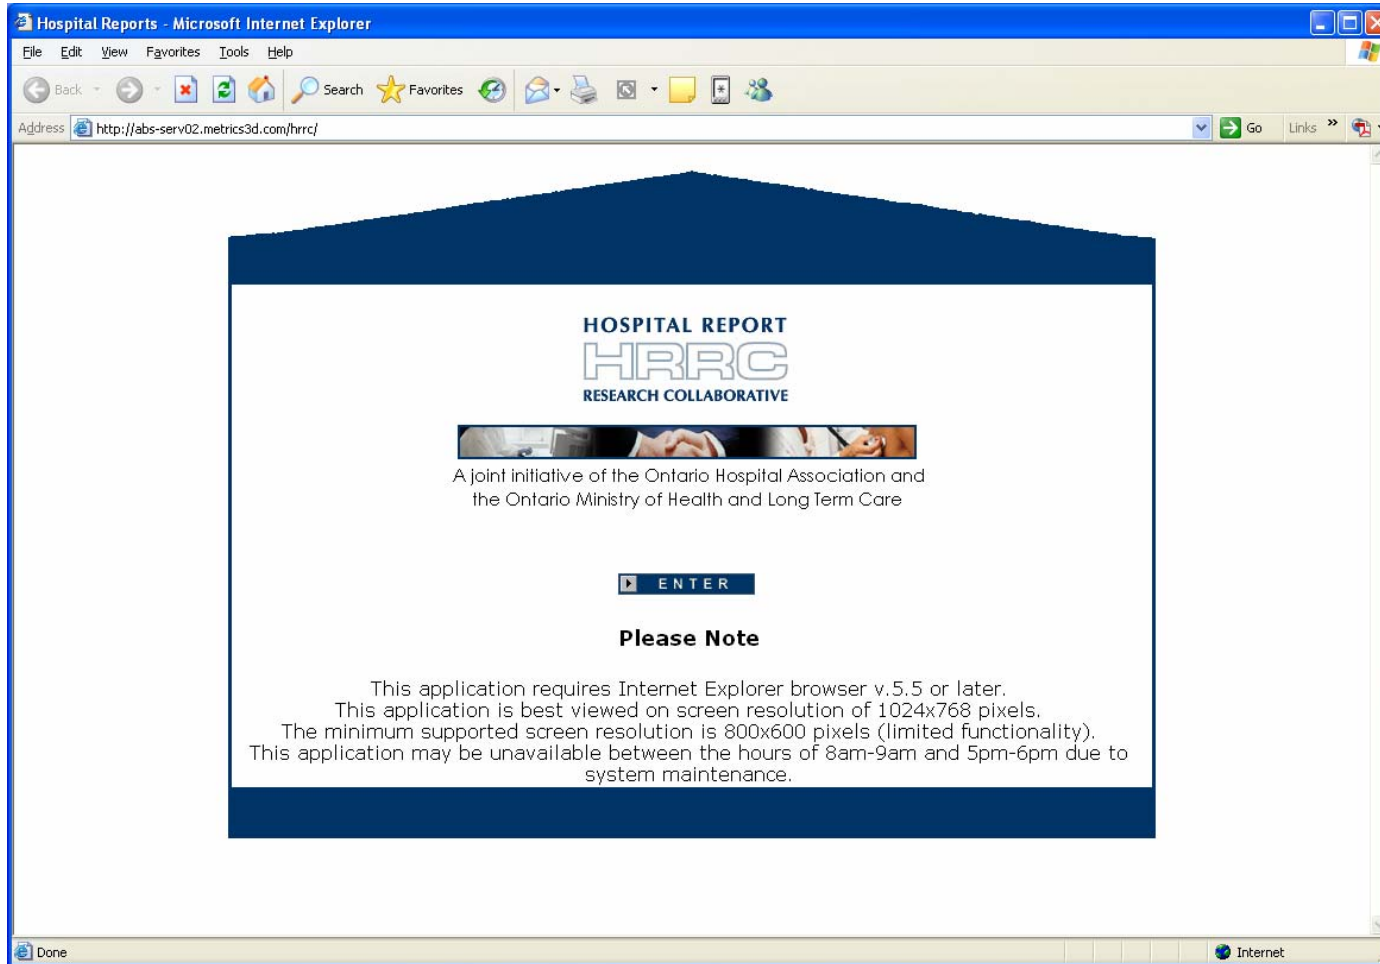 Hospital Reports - Microsoft Internet Explorer
File Edit View Favorites Tools Help
Back Search Favorites
Address http://abs-serv02.metrics3d.com/hrrc/ Go Links »
HOSPITAL REPORT
HRRC
RESEARCH COLLABORATIVE
A joint initiative of the Ontario Hospital Association and
the Ontario Ministry of Health and Long Term Care
ENTER
Please Note
This application requires Internet Explorer browser v.5.5 or later.
This application is best viewed on screen resolution of 1024x768 pixels.
The minimum supported screen resolution is 800x600 pixels (limited functionality).
This application may be unavailable between the hours of 8am-9am and 5pm-6pm due to
system maintenance.
Done Internet